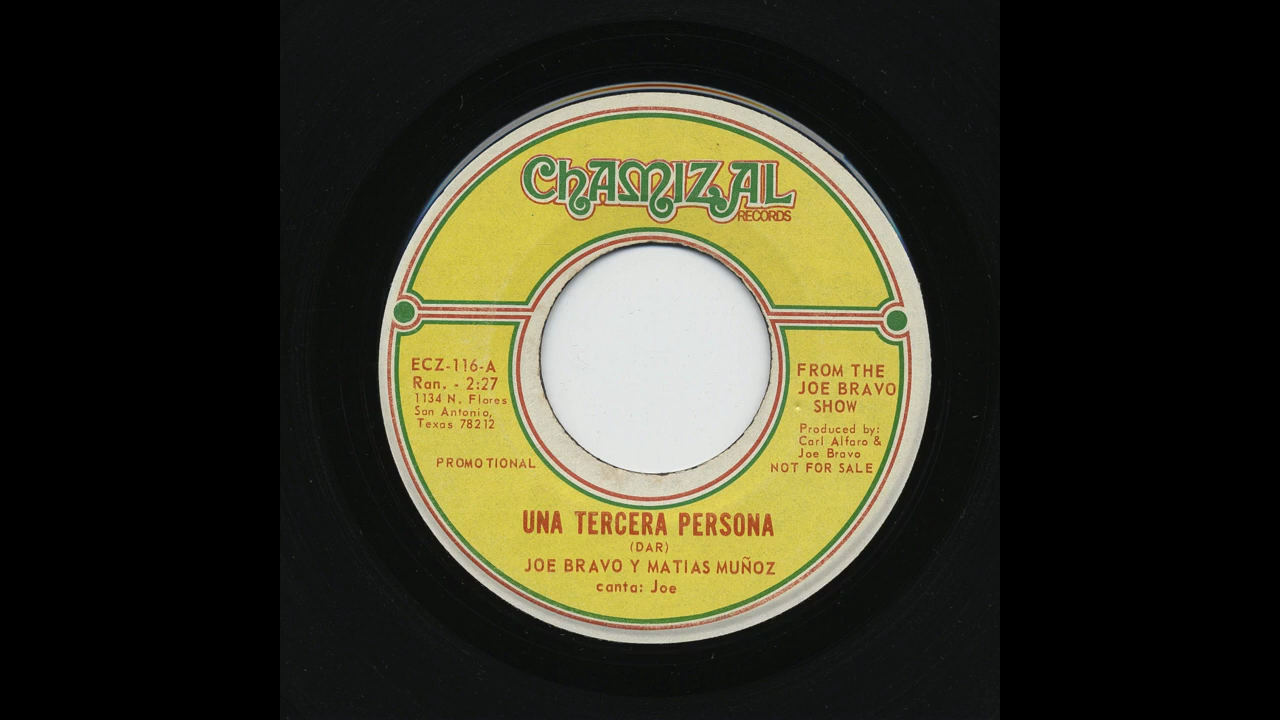 ChAMIZAL
RECORDS
ECZ-116-A
Ran. - 2:27
1134 N. Flores
San Antonio,
Texas 78212
PROMOTIONAL
FROM THE
JOE BRAVO
SHOW
Produced by:
Carl Alfaro &
Joe Bravo
NOT FOR SALE
UNA TERCERA PERSONA
(DAR)
JOE BRAVO Y MATIAS MUÑOZ
canta: Joe